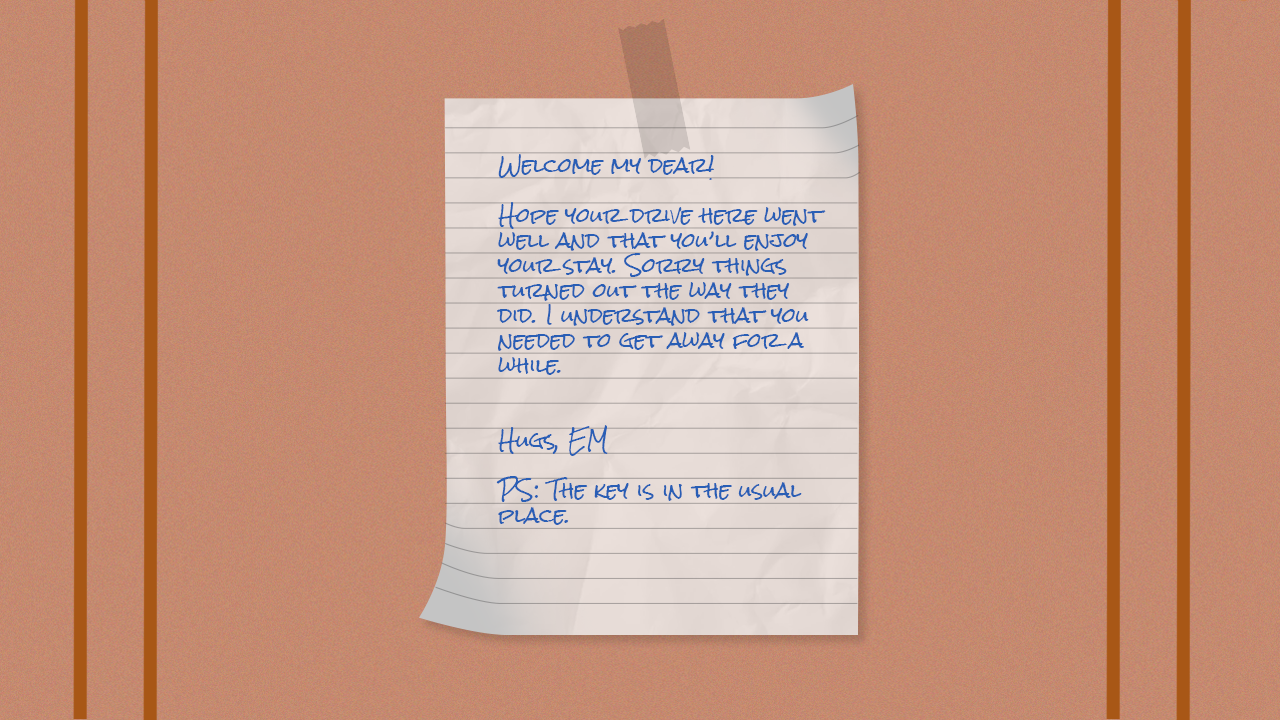 Welcome my dear!
Hope your drive here went
well and that you'll enjoy
your stay. Sorry things
turned out the way they
did. I understand that you
needed to get away for a
while.
Hugs, EM
PS: The key is in the usual
place.